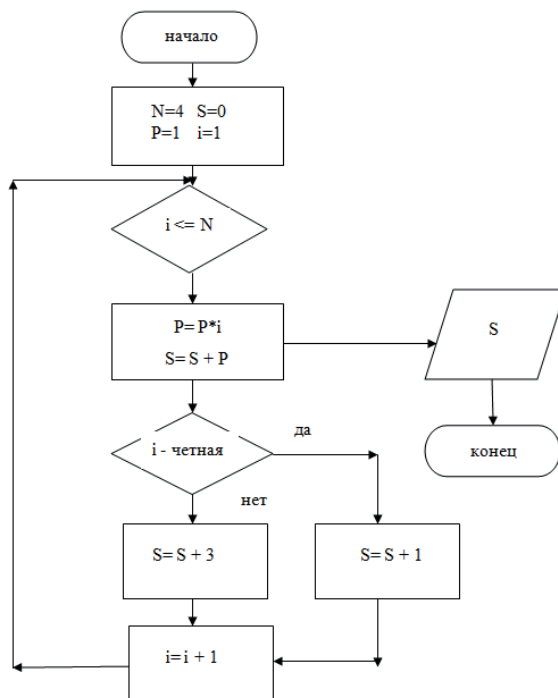 начало
N=4 S=0
P=1 i=1
i <= N
P= P*i
S= S + P
S
i - четная
да
конец
нет
S= S + 3
S= S + 1
i= i + 1